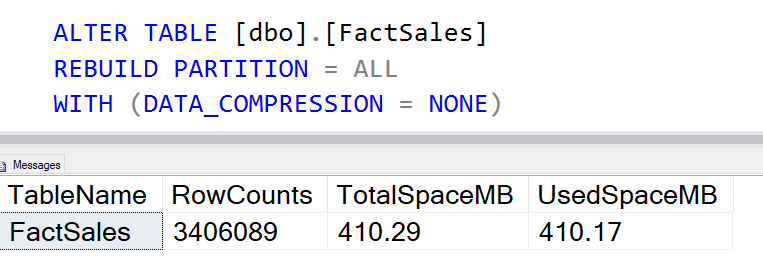 ALTER TABLE [dbo].[FactSales]
REBUILD PARTITION = ALL
WITH (DATA_COMPRESSION = NONE)
Messages
TableName RowCounts TotalSpaceMB UsedSpaceMB
FactSales 3406089 410.29 410.17